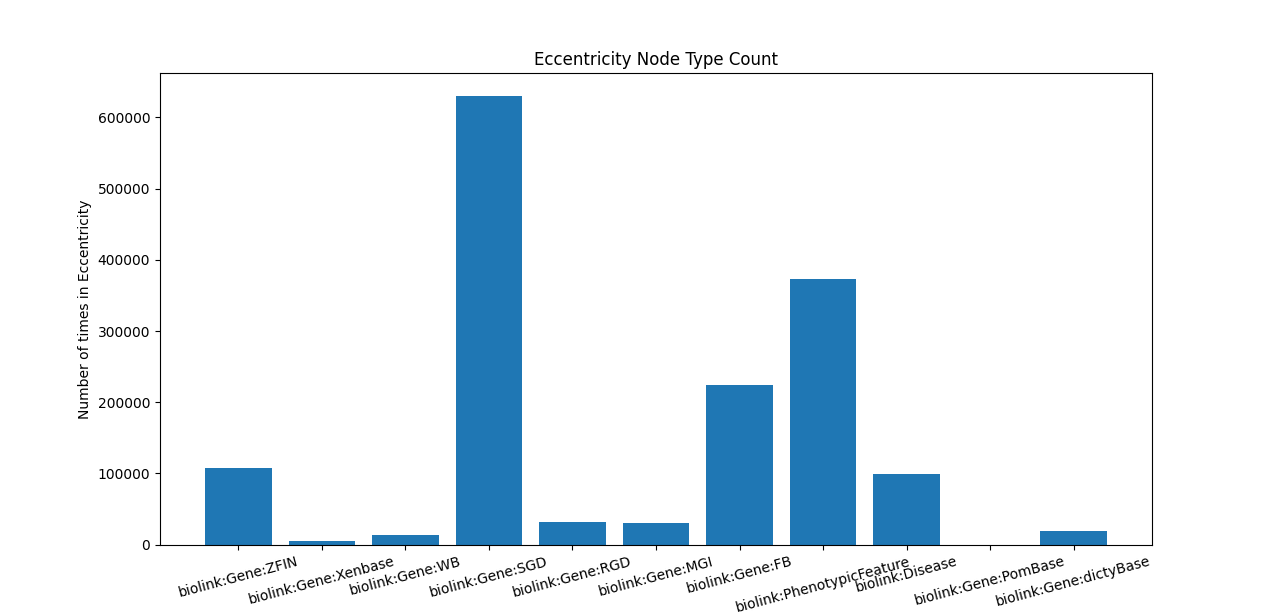 Eccentricity Node Type Count
Number of times in Eccentricity
600000
500000
400000
300000
200000
100000
0
biolink:Gene:ZFIN
biolink:Gene:Xenbase
biolink:Gene:WB
biolink:Gene:SGD
biolink:Gene:RGD
biolink:Gene:MGI
biolink:Gene:FB
biolink:PhenotypicFeature
biolink:Disease
biolink:Gene:PomBase
biolink:Gene:dictyBase